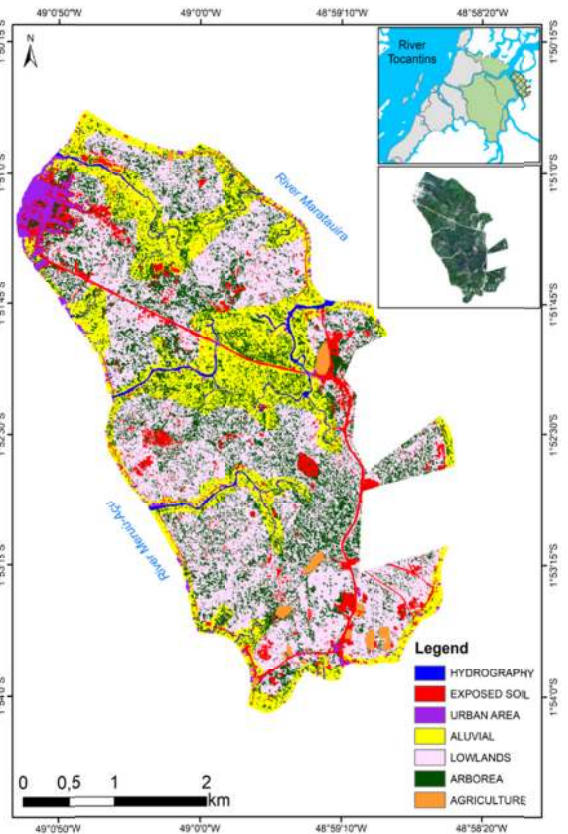 49°0'50"S 49°0'0"S 48°59'10"S 48°58'20"S
1°50'15"S 1°50'15"S
N
River
Tocantins
1°51'0"S 1°51'0"S
River Maratauira
1°51'45"S 1°51'45"S
1°52'30"S 1°52'30"S
River Meruú-Açu
1°53'15"S 1°53'15"S
Legend
HYDROGRAPHY
EXPOSED SOIL
URBAN AREA
ALUVIAL
LOWLANDS
ARBOREA
AGRICULTURE
1°54'0"S 1°54'0"S
0 0,5 1 2
km
49°0'50"S 49°0'0"S 48°59'10"S 48°58'20"S